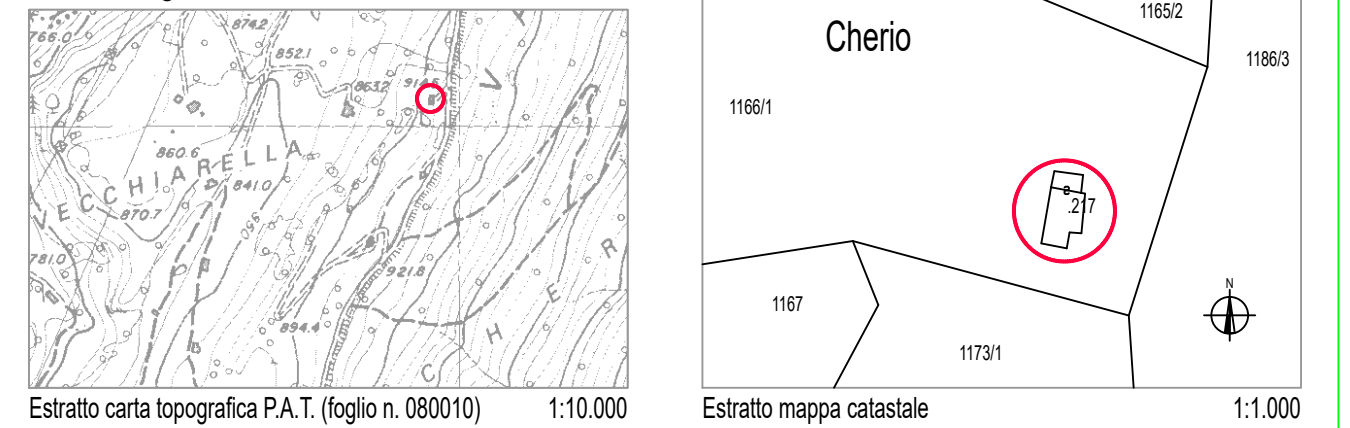 874.2
766.0
852.1
863.2
914.5
V
860.6
VECCHIARELLA
841.0
870.7
960
781.0
921.8
R
E
894.4
H
C
Estratto carta topografica P.A.T. (foglio n. 080010) 1:10.000
1165/2
Cherio
1186/3
1166/1
a
.217
1167
N
1173/1
Estratto mappa catastale 1:1.000